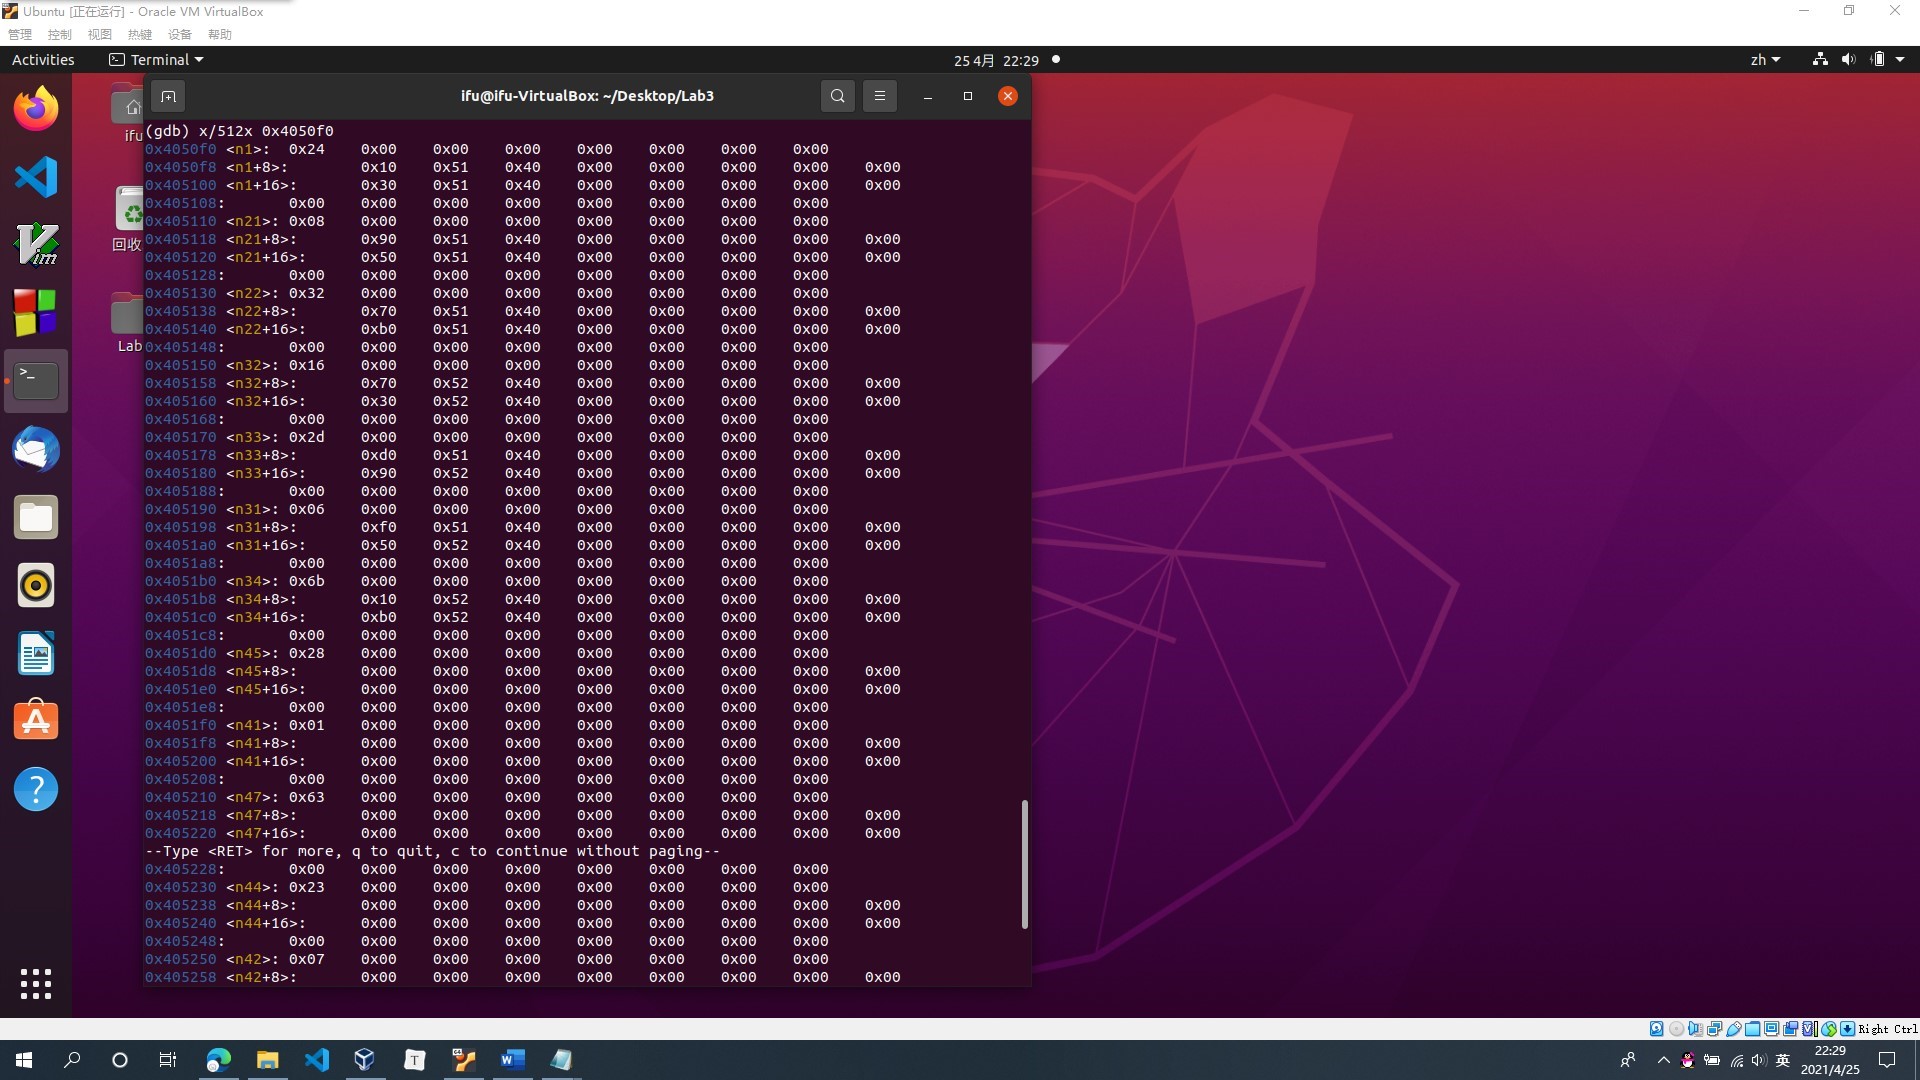 Ubuntu [正在运行] - Oracle VM VirtualBox
管理 控制 视图 热键 设备 帮助
Activities Terminal 25 4月 22:29 zh
ifu@ifu-VirtualBox: ~/Desktop/Lab3
ifu
回收
Lab
(gdb) x/512x 0x4050f0
0x4050f0 <n1>: 0x24 0x00 0x00 0x00 0x00 0x00 0x00 0x00
0x4050f8 <n1+8>: 0x10 0x51 0x40 0x00 0x00 0x00 0x00 0x00
0x405100 <n1+16>: 0x30 0x51 0x40 0x00 0x00 0x00 0x00 0x00
0x405108: 0x00 0x00 0x00 0x00 0x00 0x00 0x00 0x00
0x405110 <n21>: 0x08 0x00 0x00 0x00 0x00 0x00 0x00 0x00
0x405118 <n21+8>: 0x90 0x51 0x40 0x00 0x00 0x00 0x00 0x00
0x405120 <n21+16>: 0x50 0x51 0x40 0x00 0x00 0x00 0x00 0x00
0x405128: 0x00 0x00 0x00 0x00 0x00 0x00 0x00 0x00
0x405130 <n22>: 0x32 0x00 0x00 0x00 0x00 0x00 0x00 0x00
0x405138 <n22+8>: 0x70 0x51 0x40 0x00 0x00 0x00 0x00 0x00
0x405140 <n22+16>: 0xb0 0x51 0x40 0x00 0x00 0x00 0x00 0x00
0x405148: 0x00 0x00 0x00 0x00 0x00 0x00 0x00 0x00
0x405150 <n32>: 0x16 0x00 0x00 0x00 0x00 0x00 0x00 0x00
0x405158 <n32+8>: 0x70 0x52 0x40 0x00 0x00 0x00 0x00 0x00
0x405160 <n32+16>: 0x30 0x52 0x40 0x00 0x00 0x00 0x00 0x00
0x405168: 0x00 0x00 0x00 0x00 0x00 0x00 0x00 0x00
0x405170 <n33>: 0x2d 0x00 0x00 0x00 0x00 0x00 0x00 0x00
0x405178 <n33+8>: 0xd0 0x51 0x40 0x00 0x00 0x00 0x00 0x00
0x405180 <n33+16>: 0x90 0x52 0x40 0x00 0x00 0x00 0x00 0x00
0x405188: 0x00 0x00 0x00 0x00 0x00 0x00 0x00 0x00
0x405190 <n31>: 0x06 0x00 0x00 0x00 0x00 0x00 0x00 0x00
0x405198 <n31+8>: 0xf0 0x51 0x40 0x00 0x00 0x00 0x00 0x00
0x4051a0 <n31+16>: 0x50 0x52 0x40 0x00 0x00 0x00 0x00 0x00
0x4051a8: 0x00 0x00 0x00 0x00 0x00 0x00 0x00 0x00
0x4051b0 <n34>: 0x6b 0x00 0x00 0x00 0x00 0x00 0x00 0x00
0x4051b8 <n34+8>: 0x10 0x52 0x40 0x00 0x00 0x00 0x00 0x00
0x4051c0 <n34+16>: 0xb0 0x52 0x40 0x00 0x00 0x00 0x00 0x00
0x4051c8: 0x00 0x00 0x00 0x00 0x00 0x00 0x00 0x00
0x4051d0 <n45>: 0x28 0x00 0x00 0x00 0x00 0x00 0x00 0x00
0x4051d8 <n45+8>: 0x00 0x00 0x00 0x00 0x00 0x00 0x00 0x00
0x4051e0 <n45+16>: 0x00 0x00 0x00 0x00 0x00 0x00 0x00 0x00
0x4051e8: 0x00 0x00 0x00 0x00 0x00 0x00 0x00 0x00
0x4051f0 <n41>: 0x01 0x00 0x00 0x00 0x00 0x00 0x00 0x00
0x4051f8 <n41+8>: 0x00 0x00 0x00 0x00 0x00 0x00 0x00 0x00
0x405200 <n41+16>: 0x00 0x00 0x00 0x00 0x00 0x00 0x00 0x00
0x405208: 0x00 0x00 0x00 0x00 0x00 0x00 0x00 0x00
0x405210 <n47>: 0x63 0x00 0x00 0x00 0x00 0x00 0x00 0x00
0x405218 <n47+8>: 0x00 0x00 0x00 0x00 0x00 0x00 0x00 0x00
0x405220 <n47+16>: 0x00 0x00 0x00 0x00 0x00 0x00 0x00 0x00
--Type <RET> for more, q to quit, c to continue without paging--
0x405228: 0x00 0x00 0x00 0x00 0x00 0x00 0x00 0x00
0x405230 <n44>: 0x23 0x00 0x00 0x00 0x00 0x00 0x00 0x00
0x405238 <n44+8>: 0x00 0x00 0x00 0x00 0x00 0x00 0x00 0x00
0x405240 <n44+16>: 0x00 0x00 0x00 0x00 0x00 0x00 0x00 0x00
0x405248: 0x00 0x00 0x00 0x00 0x00 0x00 0x00 0x00
0x405250 <n42>: 0x07 0x00 0x00 0x00 0x00 0x00 0x00 0x00
0x405258 <n42+8>: 0x00 0x00 0x00 0x00 0x00 0x00 0x00 0x00
Right Ctrl
英
22:29
2021/4/25